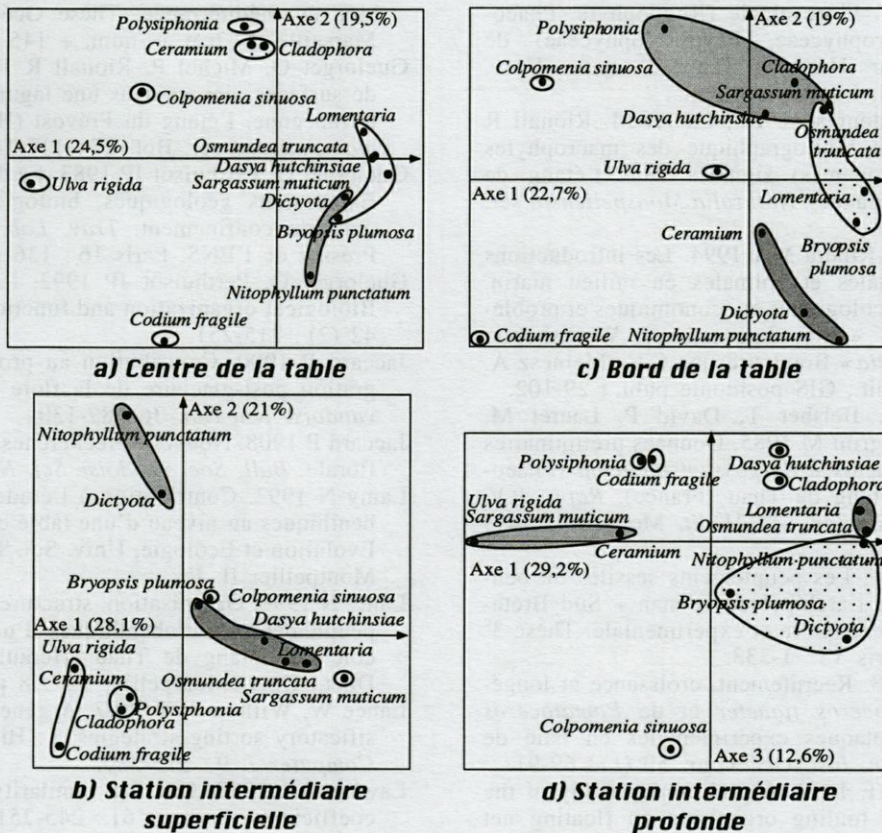 Polysiphonia
Axe 2 (19,5%)
Ceramium
Cladophora
Colpomenia sinuosa
Lomentaria
Axe 1 (24,5%)
Osmundea truncata
Dasya hutchinsiae
Ulva rigida
Sargassum muticum
Dictyota
Bryopsis plumosa
Nitophyllum punctatum
Codium fragile
a) Centre de la table
Axe 2 (19%)
Polysiphonia
Colpomenia sinuosa
Cladophora
Sargassum muticum
Dasya hutchinsiae
Osmundea
truncata
Ulva rigida
Axe 1 (22,7%)
Lomentaria
Ceramium
Bryopsis
plumosa
Dictyota
Codium fragile
Nitophyllum punctatum
c) Bord de la table
Axe 2 (21%)
Nitophyllum punctatum
Dictyota
Bryopsis plumosa
Colpomenia sinuosa
Dasya hutchinsiae
Axe 1 (28,1%)
Ulva rigida
Lomentaria
Ceramium
Osmundea truncata
Sargassum muticum
Polysiphonia
Cladophora
Codium fragile
b) Station intermédiaire
superficielle
Polysiphonia
Codium fragile
Dasya hutchinsiae
Cladophora
Ulva rigida
Sargassum muticum
Lomentaria
Osmundea truncata
Ceramium
Axe 1 (29,2%)
Nitophyllum punctatum
Bryopsis plumosa
Dictyota
Colpomenia sinuosa
Axe 3 (12,6%)
d) Station intermédiaire
profonde